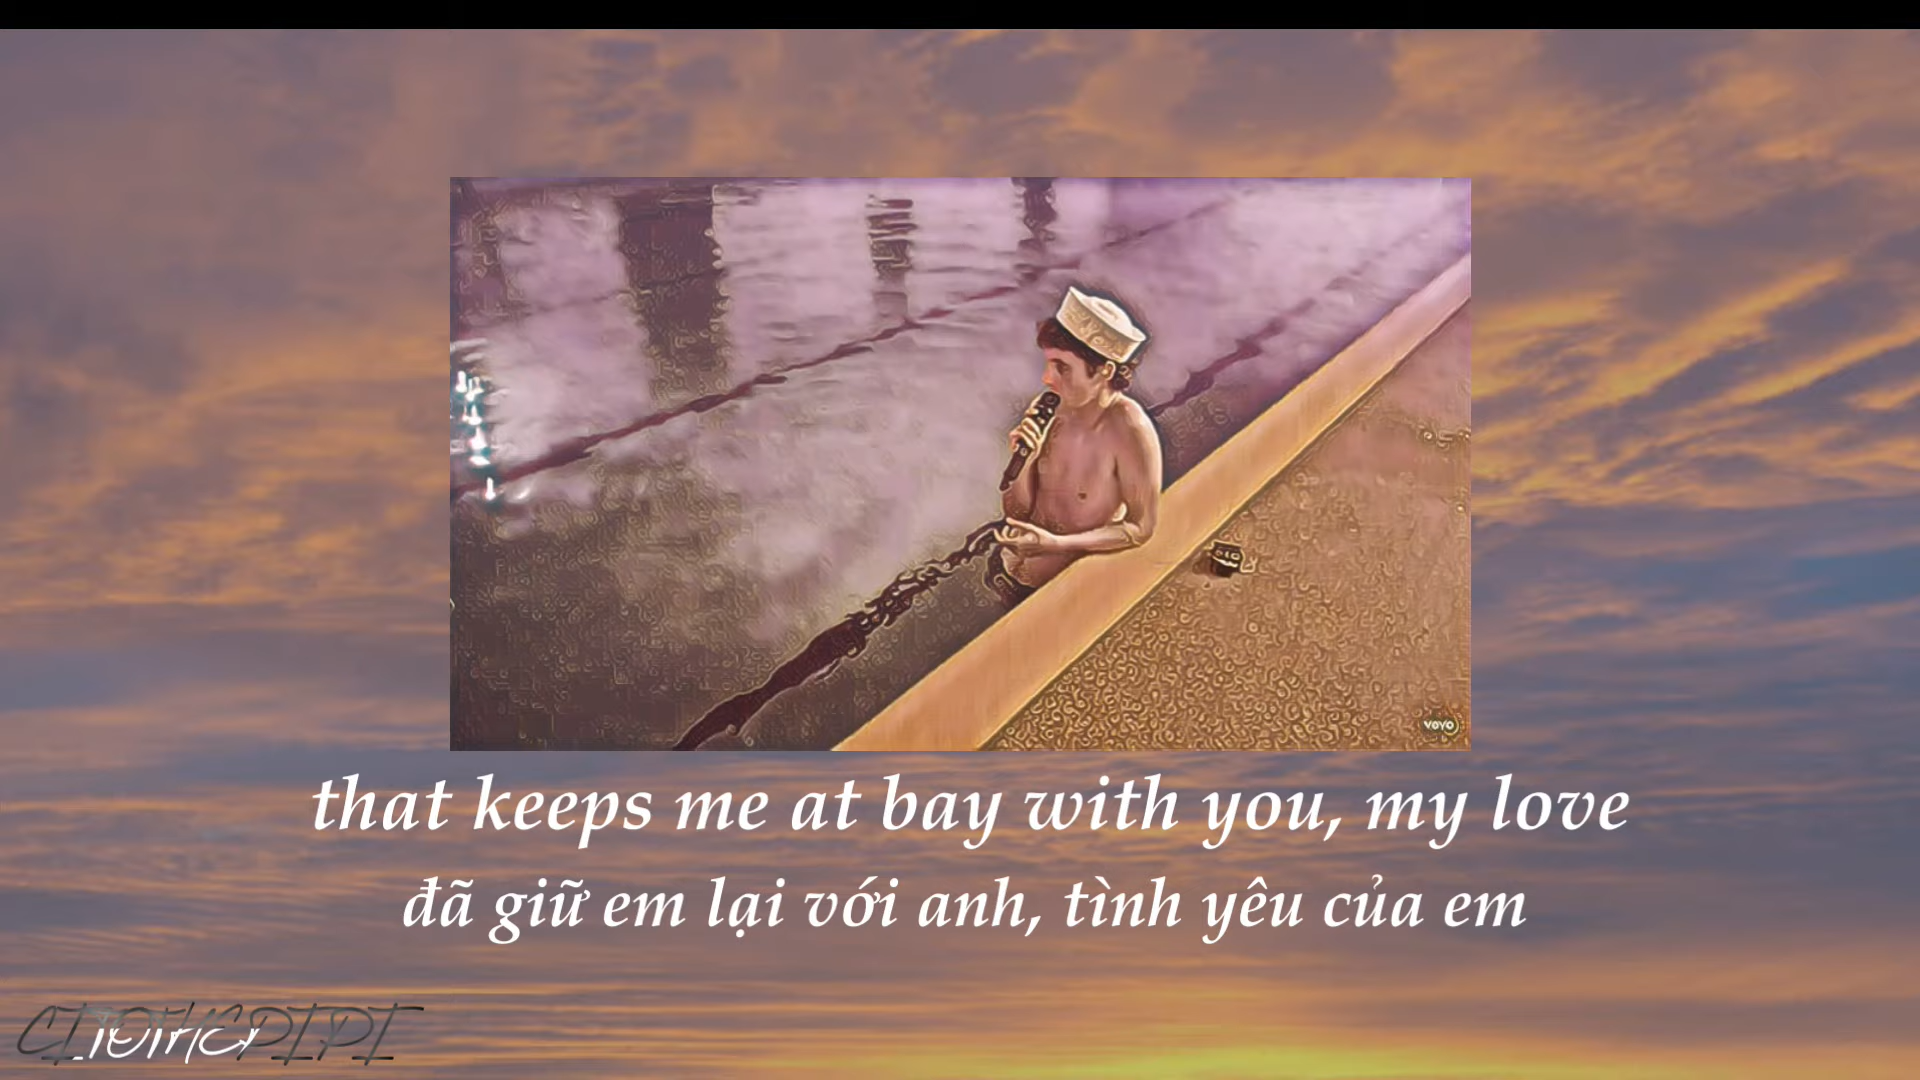 vevo
that keeps me at bay with you, my love
đã giữ em lại với anh, tình yêu của em